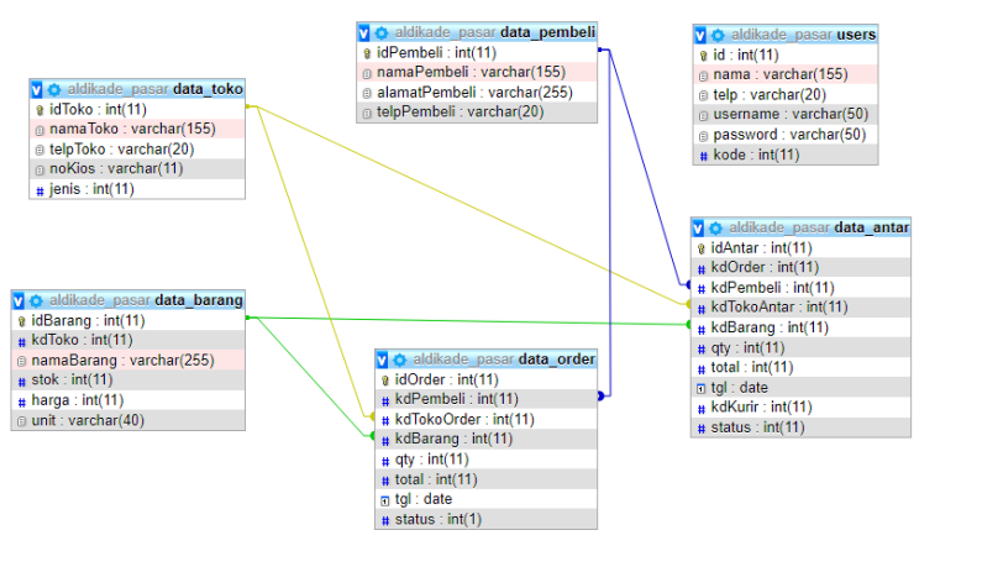 aldikade_pasar data_pembeli
idPembeli : int(11)
namaPembeli : varchar(155)
alamatPembeli : varchar(255)
telpPembeli : varchar(20)
aldikade_pasar users
id : int(11)
nama : varchar(155)
telp : varchar(20)
username : varchar(50)
password : varchar(50)
kode : int(11)
aldikade_pasar data_toko
idToko : int(11)
namaToko : varchar(155)
telpToko : varchar(20)
noKios : varchar(11)
jenis : int(11)
aldikade_pasar data_antar
idAntar : int(11)
kdOrder : int(11)
kdPembeli : int(11)
kdTokoAntar : int(11)
kdBarang : int(11)
qty : int(11)
total : int(11)
tgl : date
kdKurir : int(11)
status : int(11)
aldikade_pasar data_barang
idBarang : int(11)
kdToko : int(11)
namaBarang : varchar(255)
stok : int(11)
harga : int(11)
unit : varchar(40)
aldikade_pasar data_order
idOrder : int(11)
kdPembeli : int(11)
kdTokoOrder : int(11)
kdBarang : int(11)
qty : int(11)
total : int(11)
tgl : date
status : int(1)